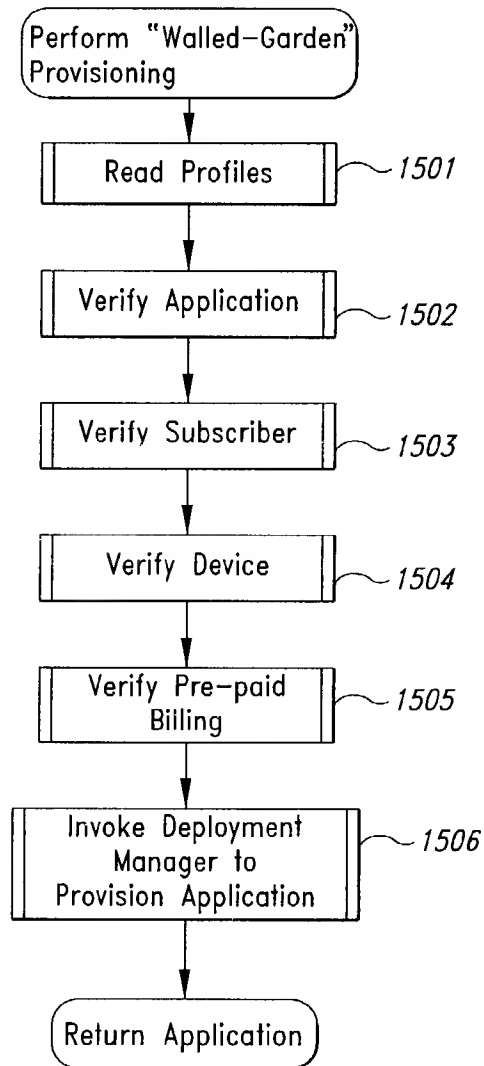 Perform "Walled-Garden"
Provisioning
Read Profiles
1501
Verify Application
1502
Verify Subscriber
1503
Verify Device
1504
Verify Pre-paid
Billing
1505
Invoke Deployment
Manager to
Provision Application
1506
Return Application